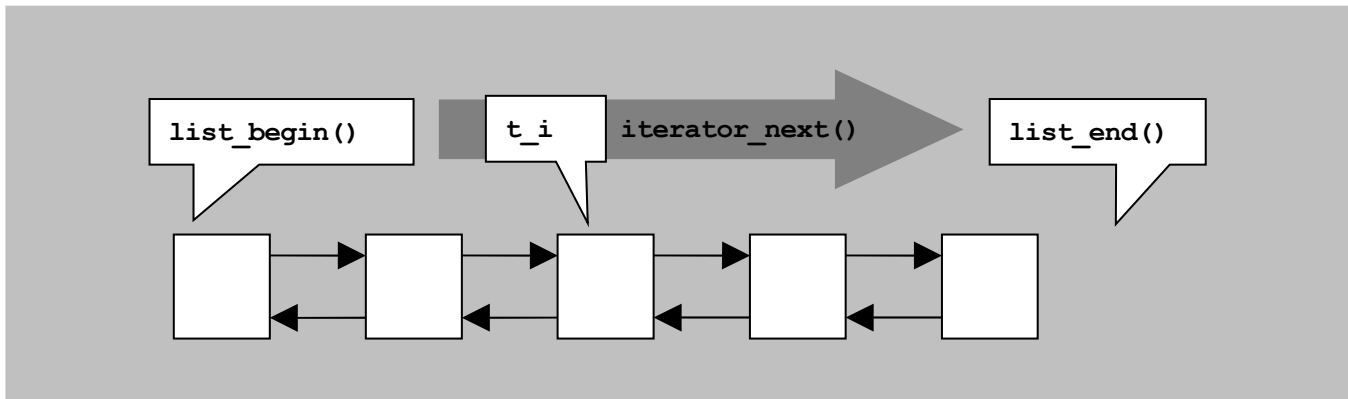 list_begin()
t_i
iterator_next()
list_end()